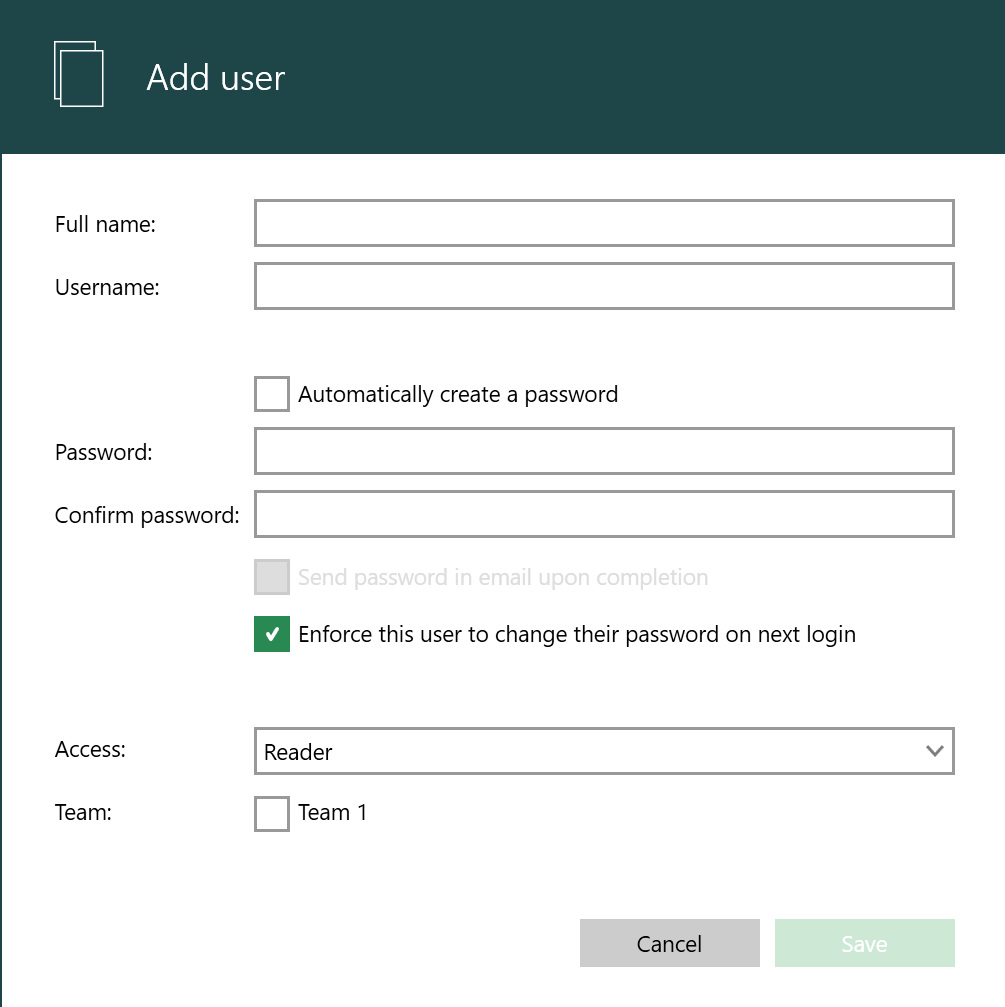 Add user
Full name:
Username:
Automatically create a password
Password:
Confirm password:
Send password in email upon completion
Enforce this user to change their password on next login
Access:
Reader
Team:
Team 1
Cancel
Save